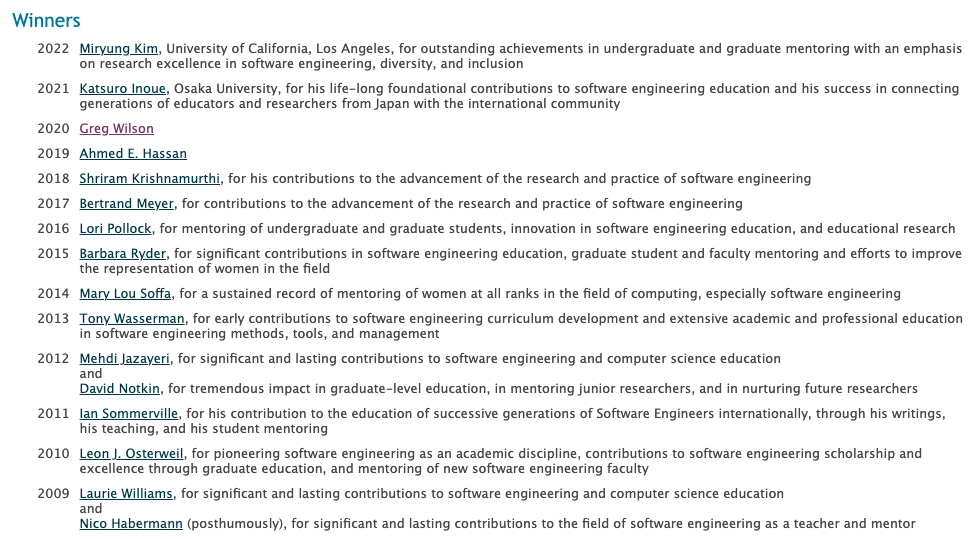 Winners
2022 Miryung Kim, University of California, Los Angeles, for outstanding achievements in undergraduate and graduate mentoring with an emphasis
on research excellence in software engineering, diversity, and inclusion
2021 Katsuro Inoue, Osaka University, for his life-long foundational contributions to software engineering education and his success in connecting
generations of educators and researchers from Japan with the international community
2020 Greg Wilson
2019 Ahmed E. Hassan
2018 Shriram Krishnamurthi, for his contributions to the advancement of the research and practice of software engineering
2017 Bertrand Meyer, for contributions to the advancement of the research and practice of software engineering
2016 Lori Pollock, for mentoring of undergraduate and graduate students, innovation in software engineering education, and educational research
2015 Barbara Ryder, for significant contributions in software engineering education, graduate student and faculty mentoring and efforts to improve
the representation of women in the field
2014 Mary Lou Soffa, for a sustained record of mentoring of women at all ranks in the field of computing, especially software engineering
2013 Tony Wasserman, for early contributions to software engineering curriculum development and extensive academic and professional education
in software engineering methods, tools, and management
2012 Mehdi Jazayeri, for significant and lasting contributions to software engineering and computer science education
and
David Notkin, for tremendous impact in graduate-level education, in mentoring junior researchers, and in nurturing future researchers
2011 Ian Sommerville, for his contribution to the education of successive generations of Software Engineers internationally, through his writings,
his teaching, and his student mentoring
2010 Leon J. Osterweil, for pioneering software engineering as an academic discipline, contributions to software engineering scholarship and
excellence through graduate education, and mentoring of new software engineering faculty
2009 Laurie Williams, for significant and lasting contributions to software engineering and computer science education
and
Nico Habermann (posthumously), for significant and lasting contributions to the field of software engineering as a teacher and mentor